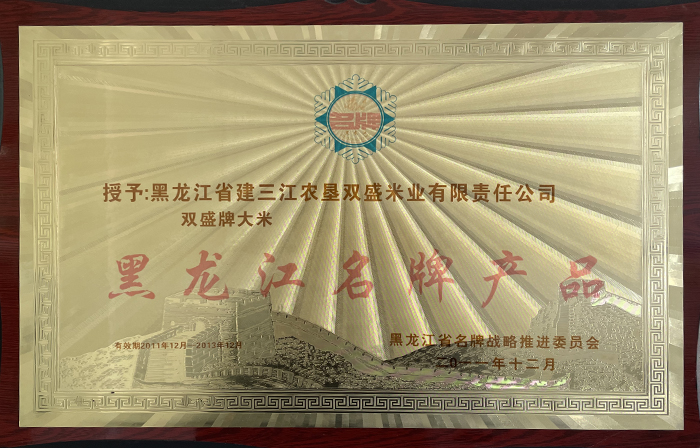 名牌
授予:黑龙江省建三江农垦双盛米业有限责任公司
双盛牌大米
黑龙江名牌产品
有效期2011年12月—2013年12月
黑龙江省名牌战略推进委员会
二〇一一年十二月